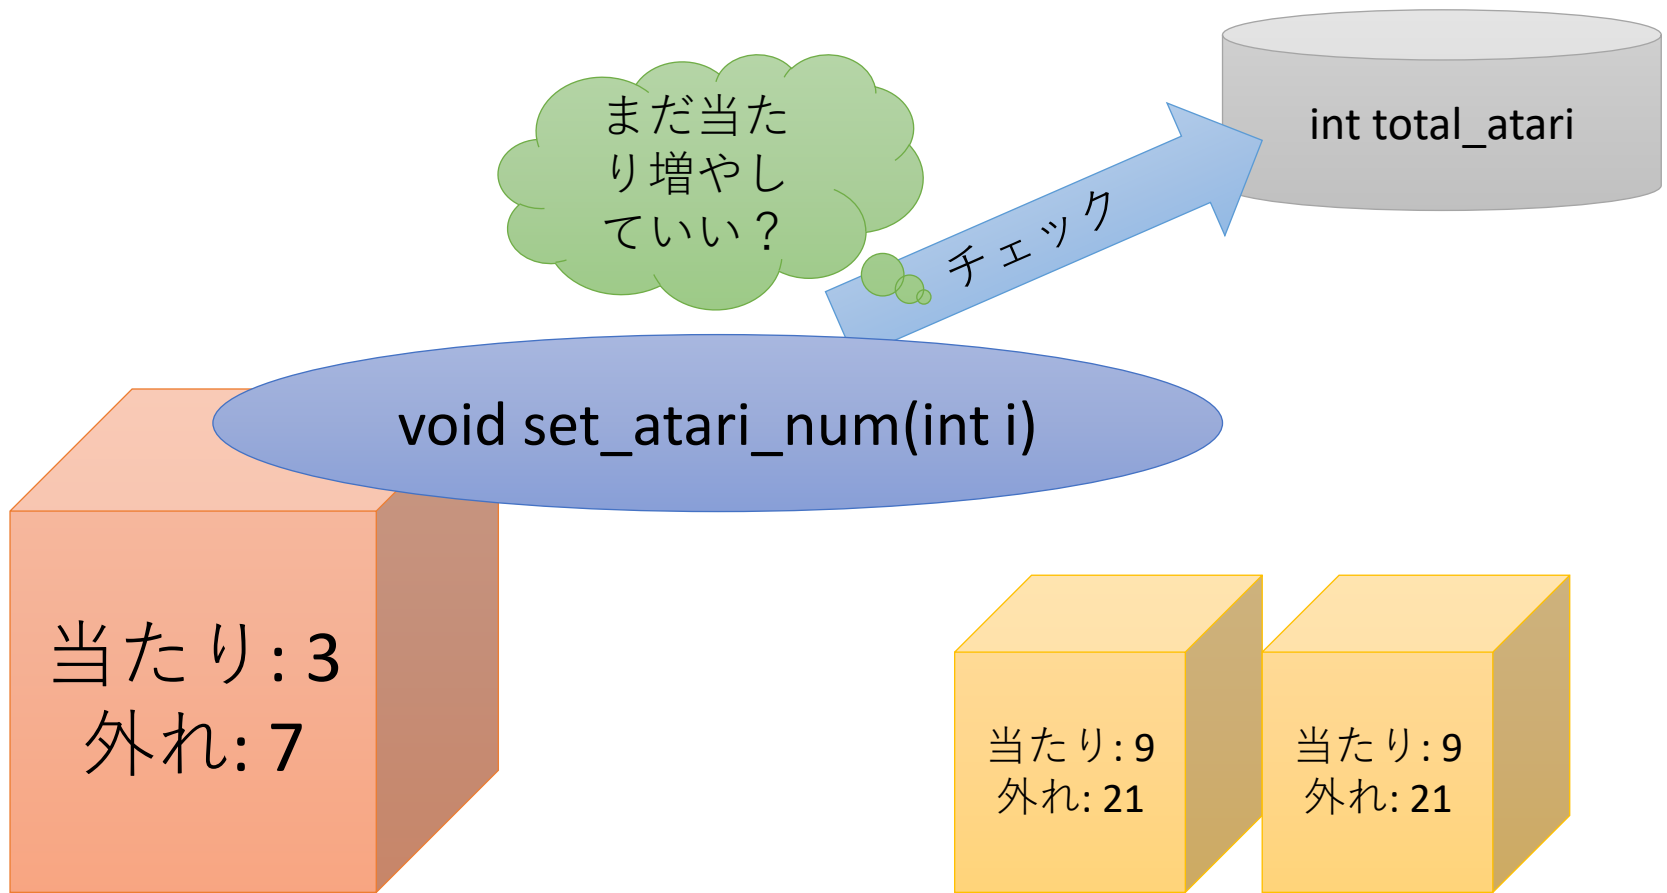 まだ当た
り増やし
ていい？
int total_atari
チェック
void set_atari_num(int i)
当たり: 3
外れ: 7
当たり: 9
外れ: 21
当たり: 9
外れ: 21